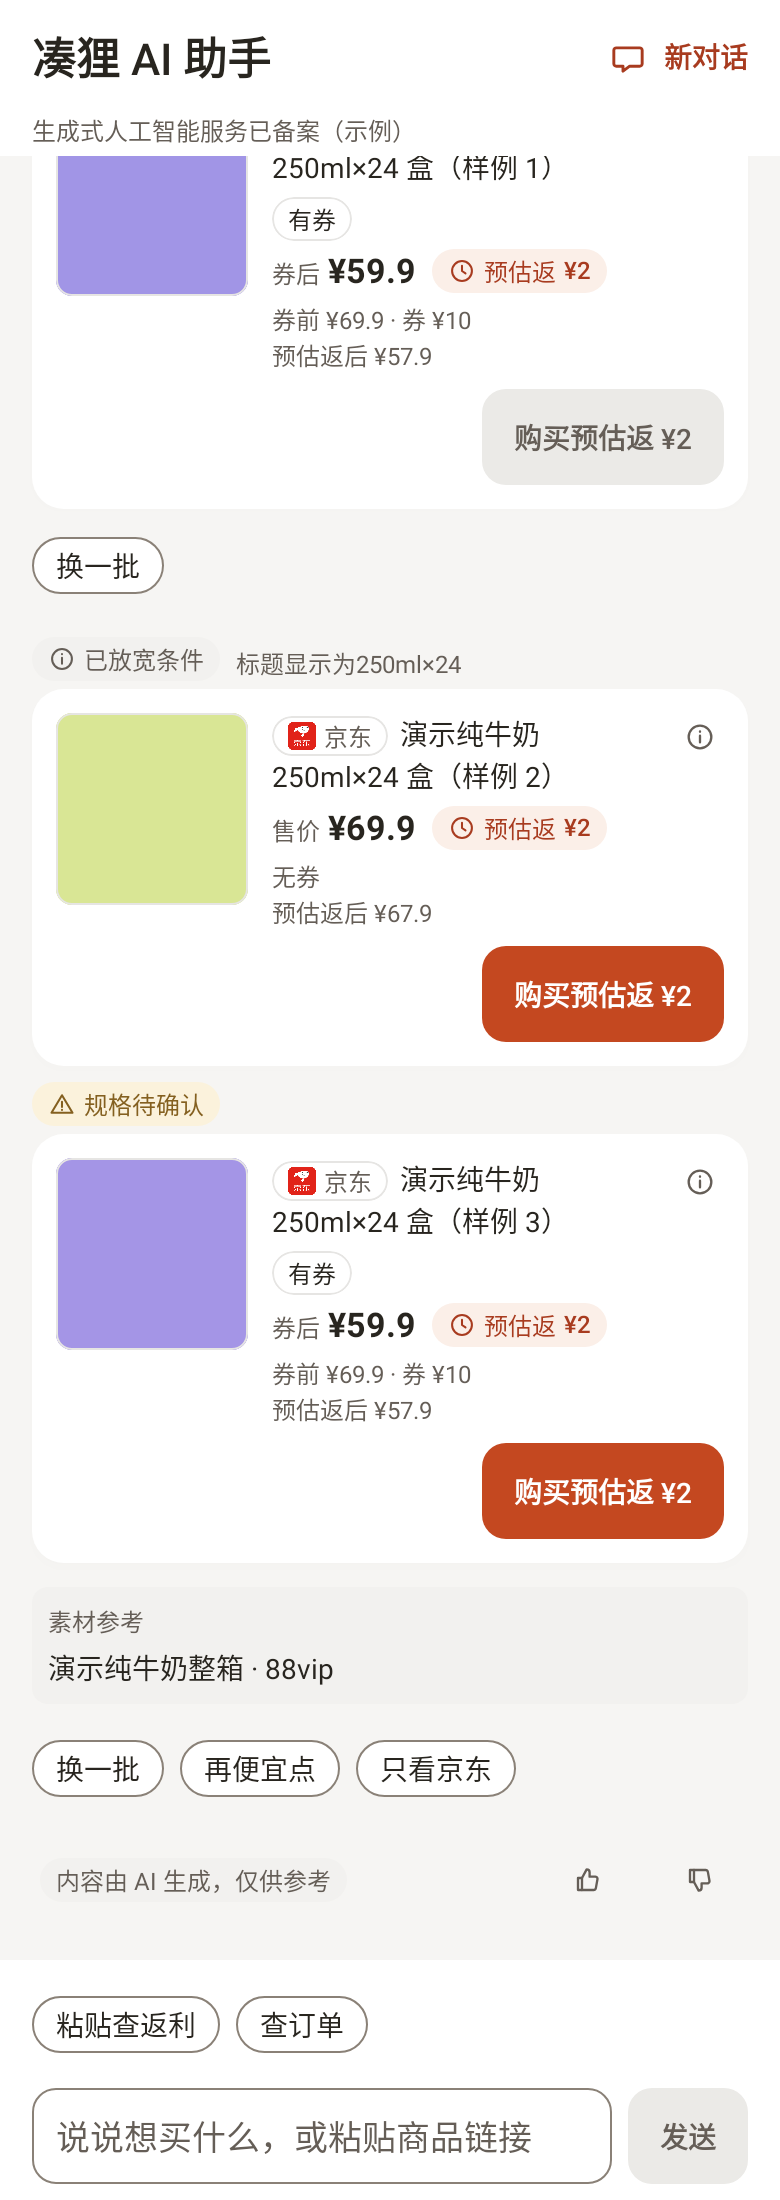 凑狸 AI 助手
新对话
生成式人工智能服务已备案（示例）
250ml×24 盒（样例 1）
有券
券后 ¥59.9 预估返 ¥2
券前 ¥69.9 · 券 ¥10
预估返后 ¥57.9
购买预估返 ¥2
换一批
已放宽条件 标题显示为250ml×24
京东 演示纯牛奶
250ml×24 盒（样例 2）
售价 ¥69.9 预估返 ¥2
无券
预估返后 ¥67.9
购买预估返 ¥2
规格待确认
京东 演示纯牛奶
250ml×24 盒（样例 3）
有券
券后 ¥59.9 预估返 ¥2
券前 ¥69.9 · 券 ¥10
预估返后 ¥57.9
购买预估返 ¥2
素材参考
演示纯牛奶整箱 · 88vip
换一批 再便宜点 只看京东
内容由 AI 生成，仅供参考
粘贴查返利 查订单
说说想买什么，或粘贴商品链接 发送